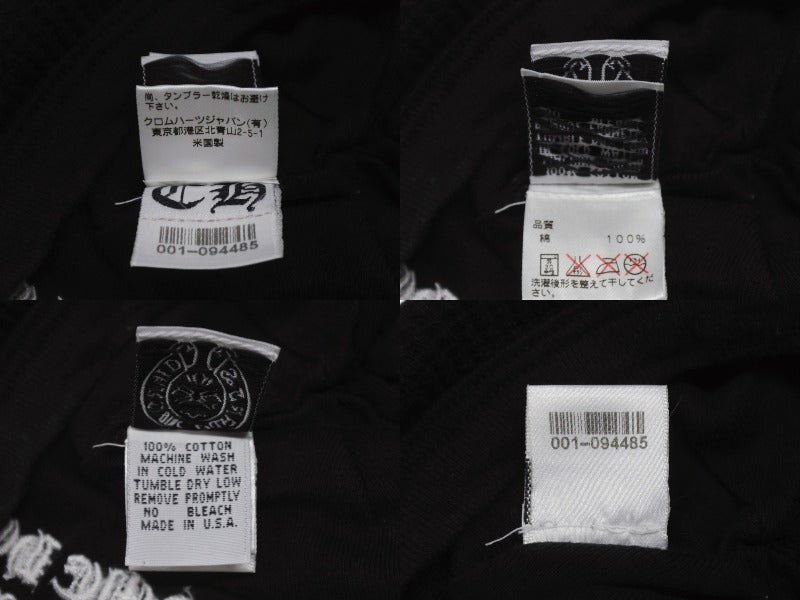 尚、タンブラー乾燥はお避け
下さい。
クロムハーツジャパン(有)
東京都港区北青山2-5-1
米国製
CH
001-094485
品質
綿 100%
洗濯後形を整えて干してくだ
さい。
100% COTTON
MACHINE WASH
IN COLD WATER
TUMBLE DRY LOW
REMOVE PROMPTLY
NO BLEACH
MADE IN U.S.A.
001-094485